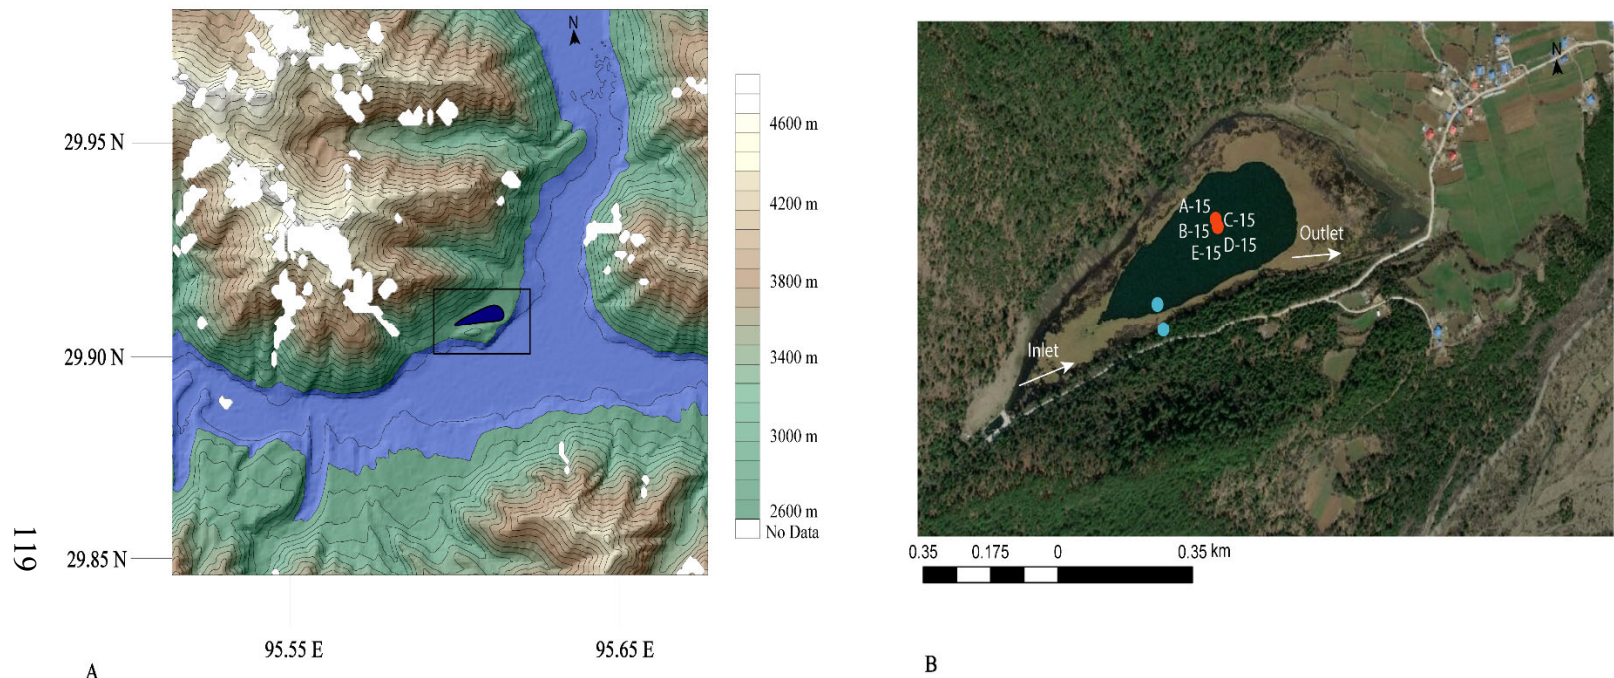 N
4600 m
29.95 N
4200 m
3800 m
3400 m
29.90 N
3000 m
2600 m
No Data
29.85 N
95.55 E
95.65 E
A
119
N
A-15
C-15
B-15
D-15
E-15
Outlet
Inlet
0.35
0.175
0
0.35 km
B